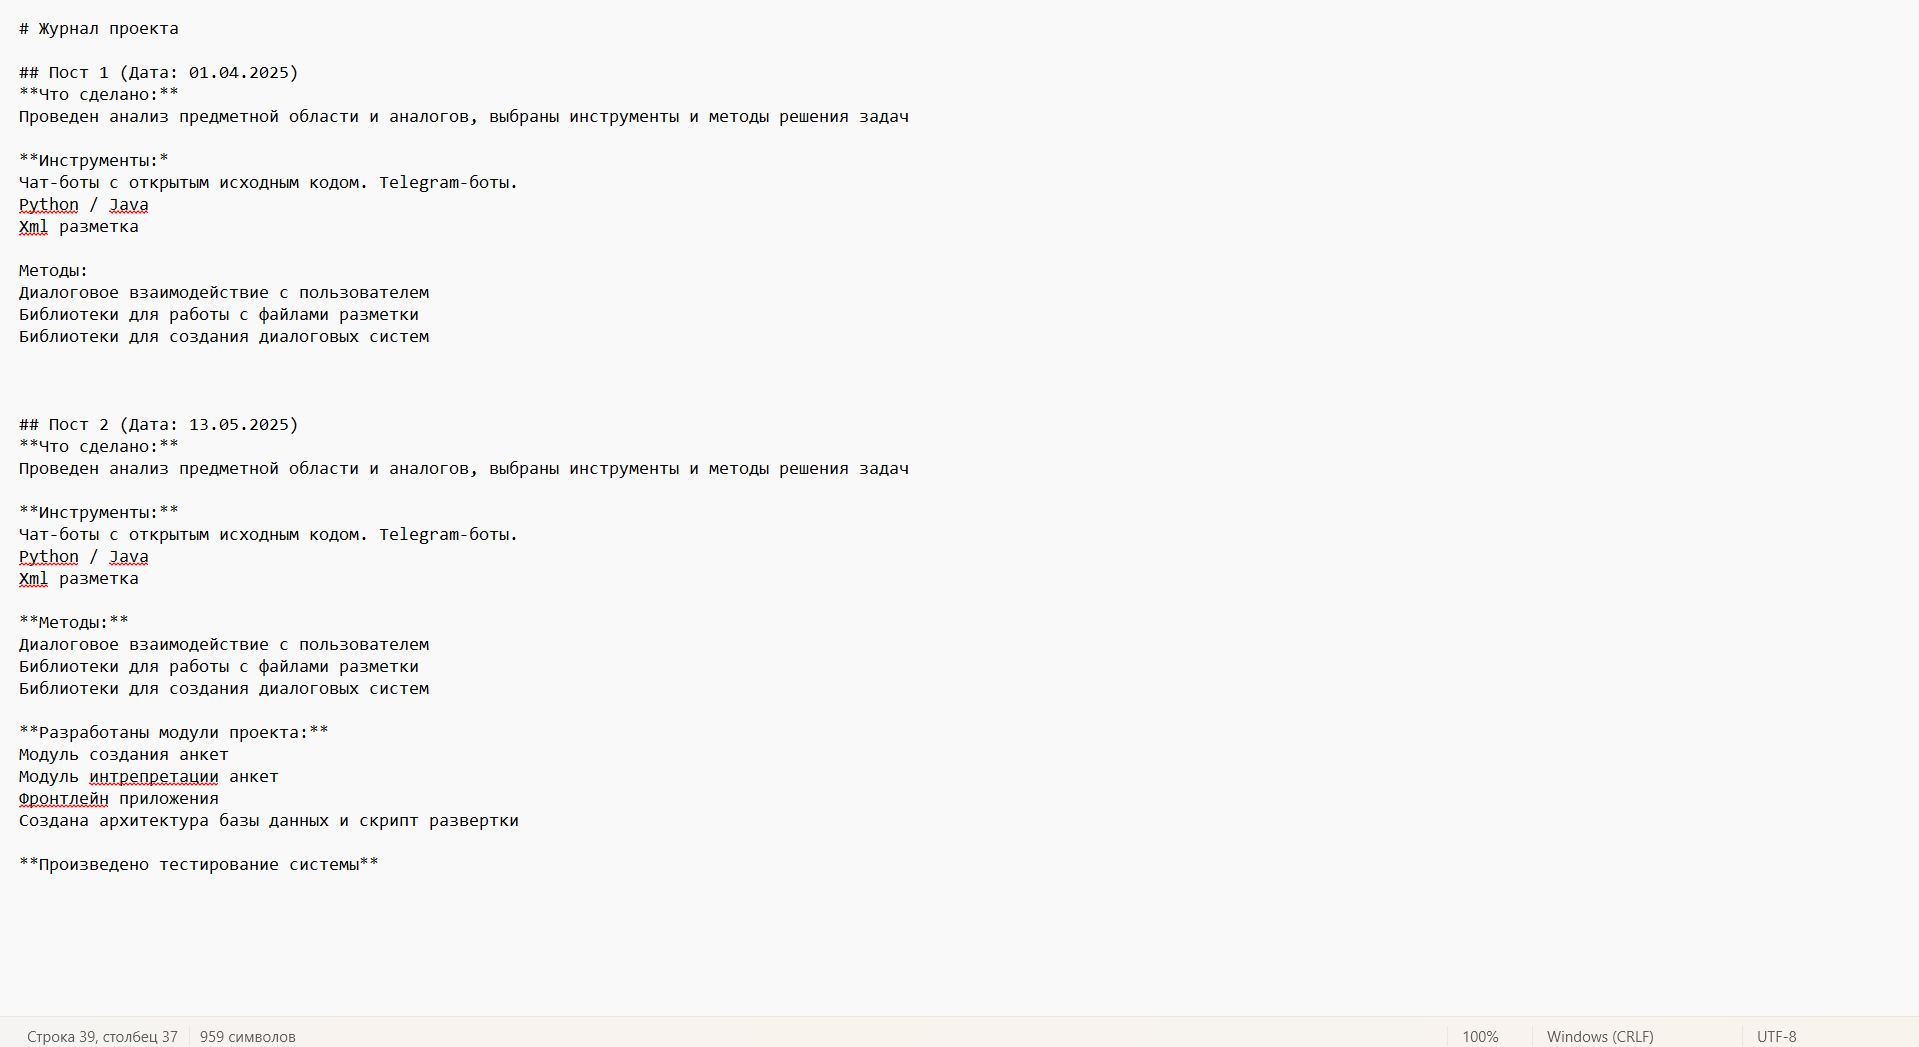 # Журнал проекта
## Пост 1 (Дата: 01.04.2025)
**Что сделано:**
Проведен анализ предметной области и аналогов, выбраны инструменты и методы решения задач
**Инструменты:*
Чат-боты с открытым исходным кодом. Telegram-боты.
Python / Java
Xml разметка
Методы:
Диалоговое взаимодействие с пользователем
Библиотеки для работы с файлами разметки
Библиотеки для создания диалоговых систем
## Пост 2 (Дата: 13.05.2025)
**Что сделано:**
Проведен анализ предметной области и аналогов, выбраны инструменты и методы решения задач
**Инструменты:**
Чат-боты с открытым исходным кодом. Telegram-боты.
Python / Java
Xml разметка
**Методы:**
Диалоговое взаимодействие с пользователем
Библиотеки для работы с файлами разметки
Библиотеки для создания диалоговых систем
**Разработаны модули проекта:**
Модуль создания анкет
Модуль интрепретации анкет
Фронтлейн приложения
Создана архитектура базы данных и скрипт развертки
**Произведено тестирование системы**
Строка 39, столбец 37 959 символов 100% Windows (CRLF) UTF-8